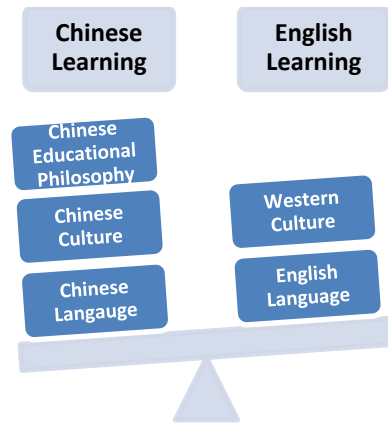 Chinese
Learning
English
Learning
Chinese
Educational
Philosophy
Chinese
Culture
Chinese
Langauge
Western
Culture
English
Language